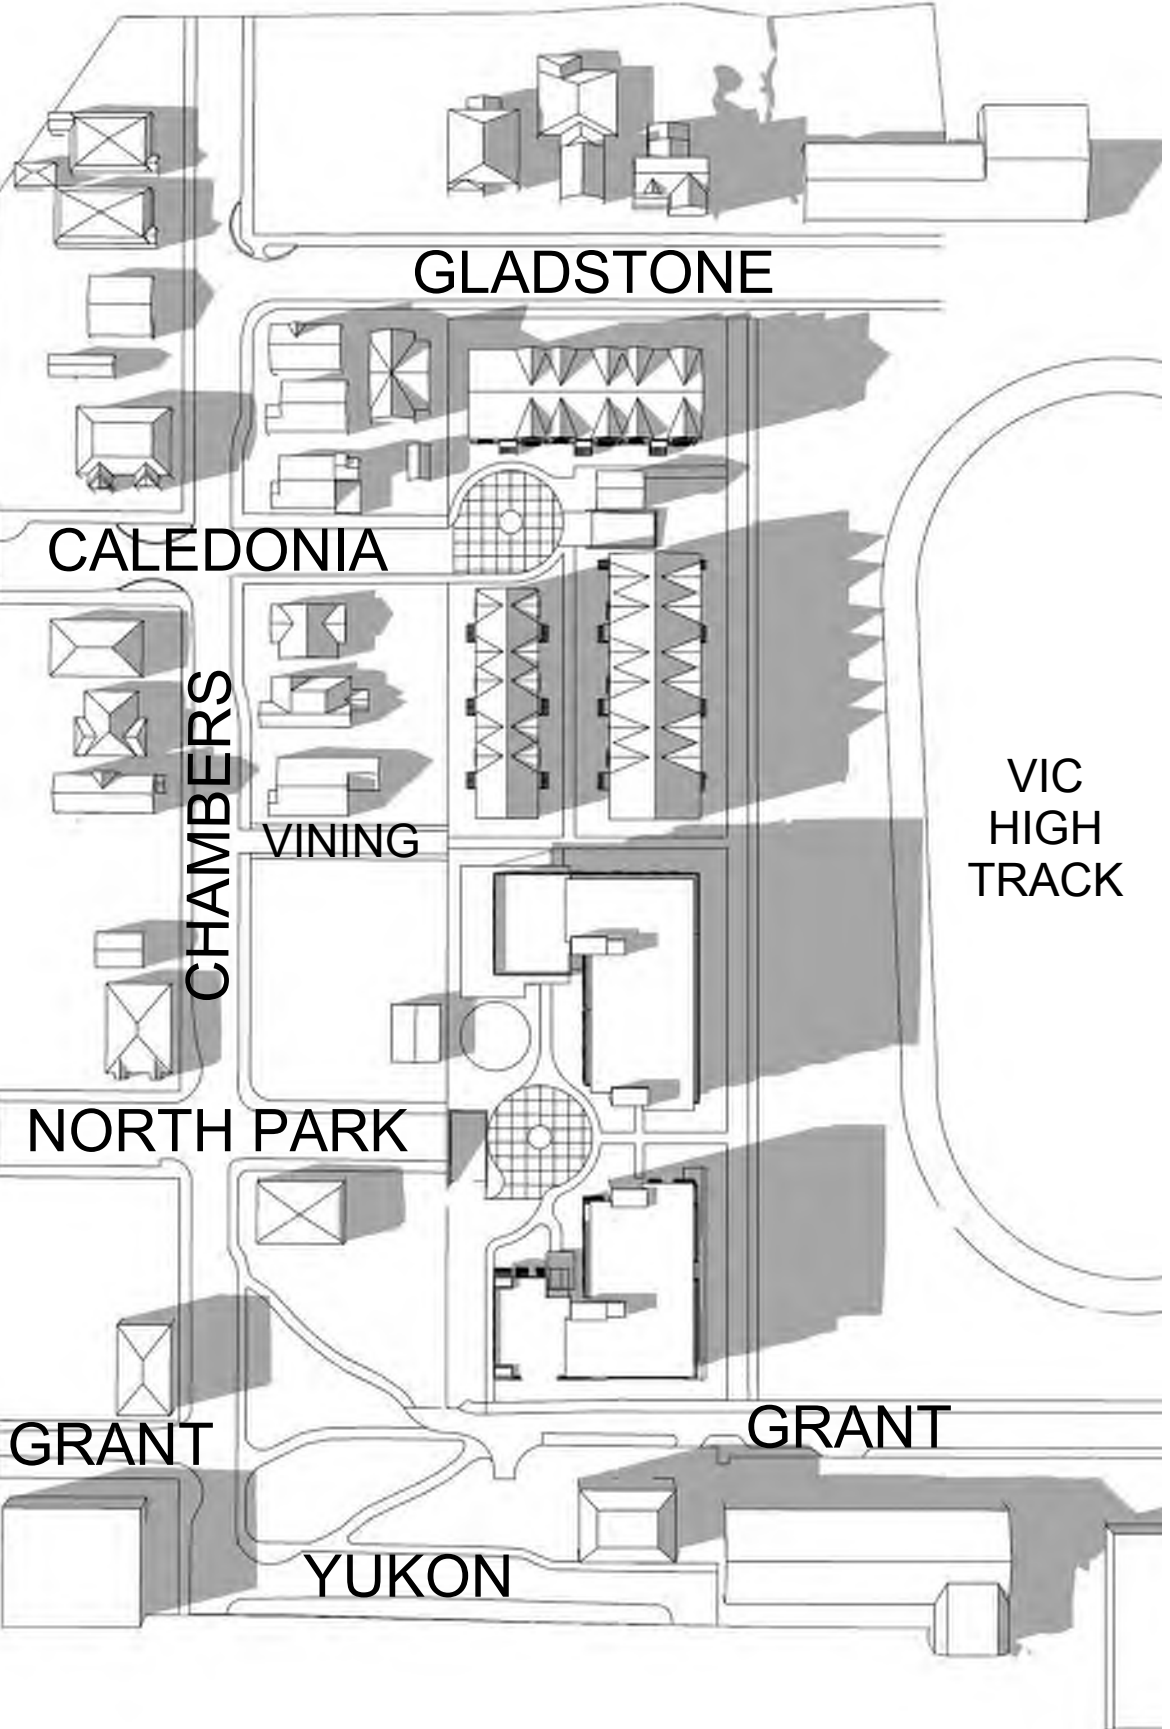 GLADSTONE
CALEDONIA
CHAMBERS
VIC
HIGH
TRACK
VINING
NORTH PARK
GRANT
GRANT
YUKON